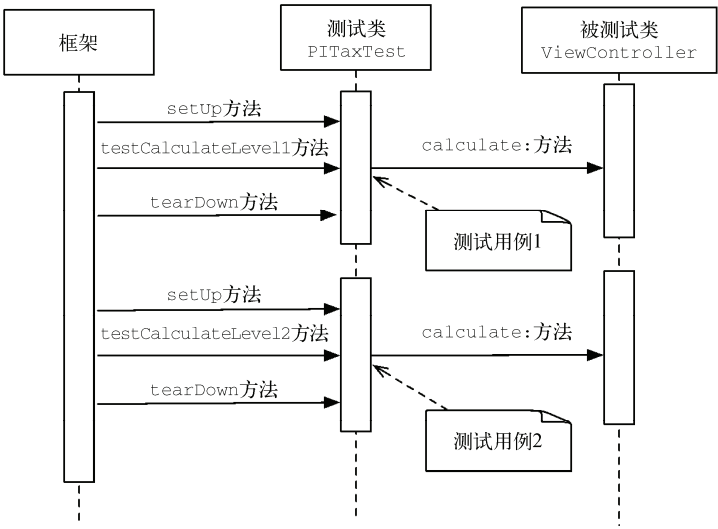 框架
测试类
PITaxTest
被测试类
ViewController
setUp方法
testCalculateLevel1方法
calculate:方法
tearDown方法
测试用例1
setUp方法
testCalculateLevel2方法
calculate:方法
tearDown方法
测试用例2